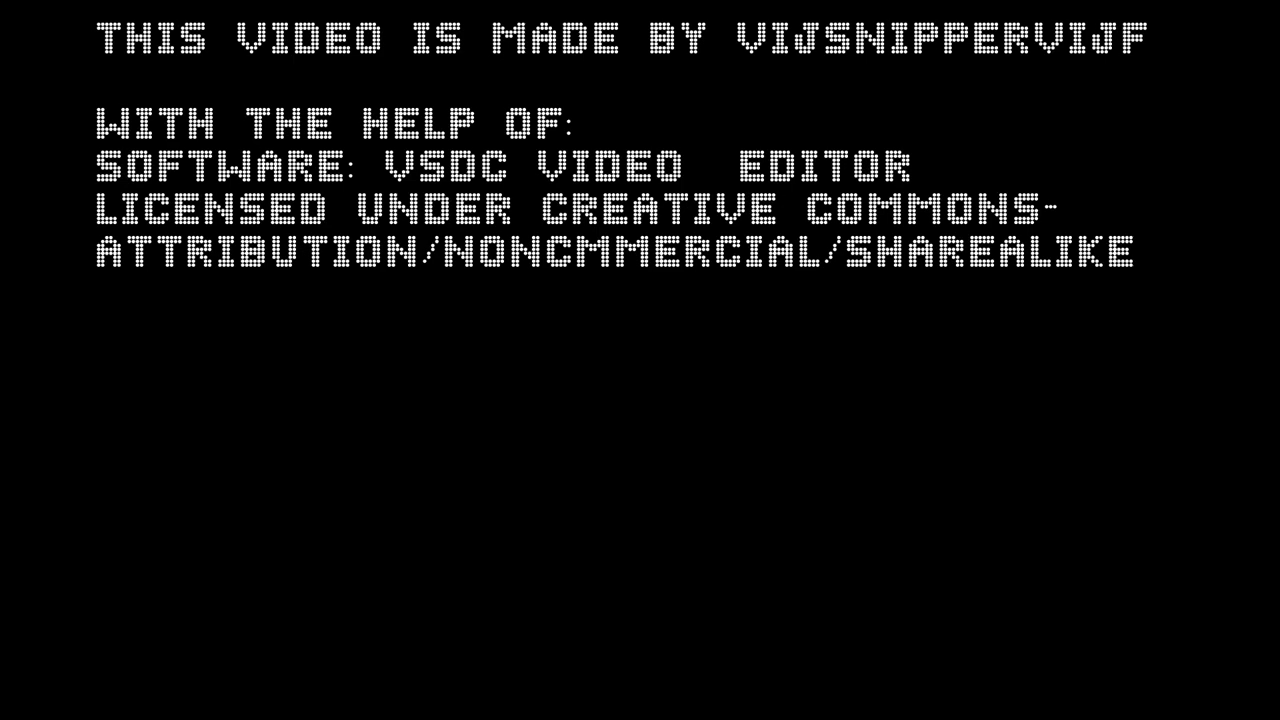 THIS VIDEO IS MADE BY VIJSNIPPERVIJF
WITH THE HELP OF:
SOFTWARE: VSDC VIDEO  EDITOR
LICENSED UNDER CREATIVE COMMONS-
ATTRIBUTION/NONCMMERCIAL/SHAREALIKE